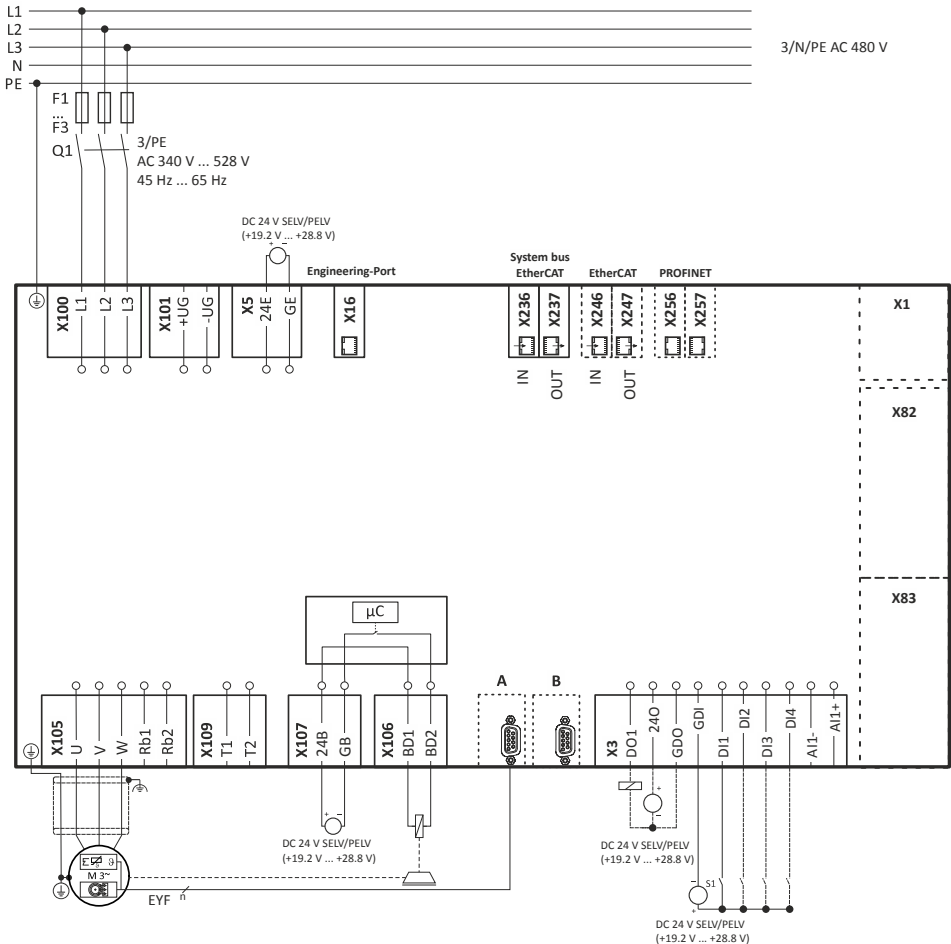 L1
L2
L3
N
PE
3/N/PE AC 480 V
F1
...
F3
Q1
3/PE
AC 340 V ... 528 V
45 Hz ... 65 Hz
DC 24 V SELV/PELV
(+19.2 V ... +28.8 V)
+ −
Engineering-Port
System bus
EtherCAT
EtherCAT
PROFINET
X100
L1
L2
L3
X101
+UG
-UG
X5
24E
GE
X16
X236
X237
X246
X247
X256
X257
IN
OUT
IN
OUT
X1
X82
X83
µC
X105
U
V
W
Rb1
Rb2
X109
T1
T2
X107
24B
GB
X106
BD1
BD2
A
B
X3
DO1
24O
GDO
GDI
DI1
DI2
DI3
DI4
AI1-
AI1+
+ −
DC 24 V SELV/PELV
(+19.2 V ... +28.8 V)
+
−
DC 24 V SELV/PELV
(+19.2 V ... +28.8 V)
−
+
S1
DC 24 V SELV/PELV
(+19.2 V ... +28.8 V)
ϑ
M 3~
EYF
n